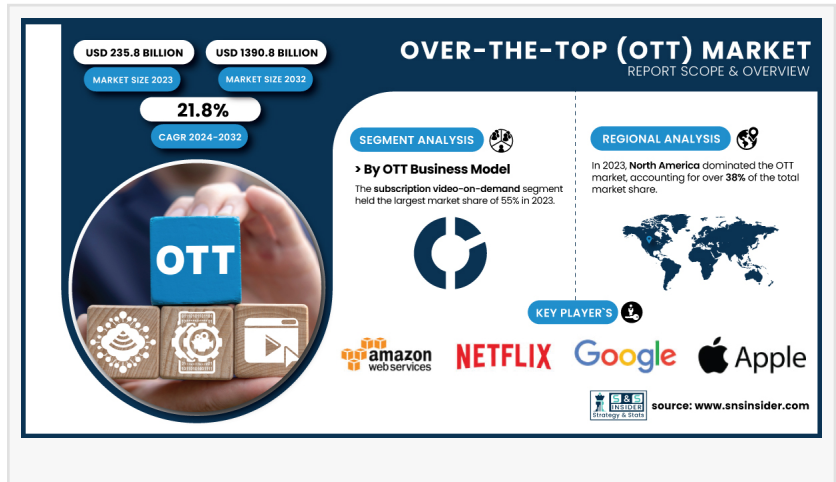 USD 235.8 BILLION
MARKET SIZE 2023
USD 1390.8 BILLION
MARKET SIZE 2032
21.8%
CAGR 2024-2032
OVER-THE-TOP (OTT) MARKET
REPORT SCOPE & OVERVIEW
OTT
SEGMENT ANALYSIS
> By OTT Business Model
The subscription video-on-demand segment
held the largest market share of 55% in 2023.
REGIONAL ANALYSIS
In 2023, North America dominated the OTT
market, accounting for over 38% of the total
market share.
KEY PLAYER`S
amazon
webservices
NETFLIX
Google
Apple
S&S
INSIDER
Strategy & Stats
source: www.snsinsider.com